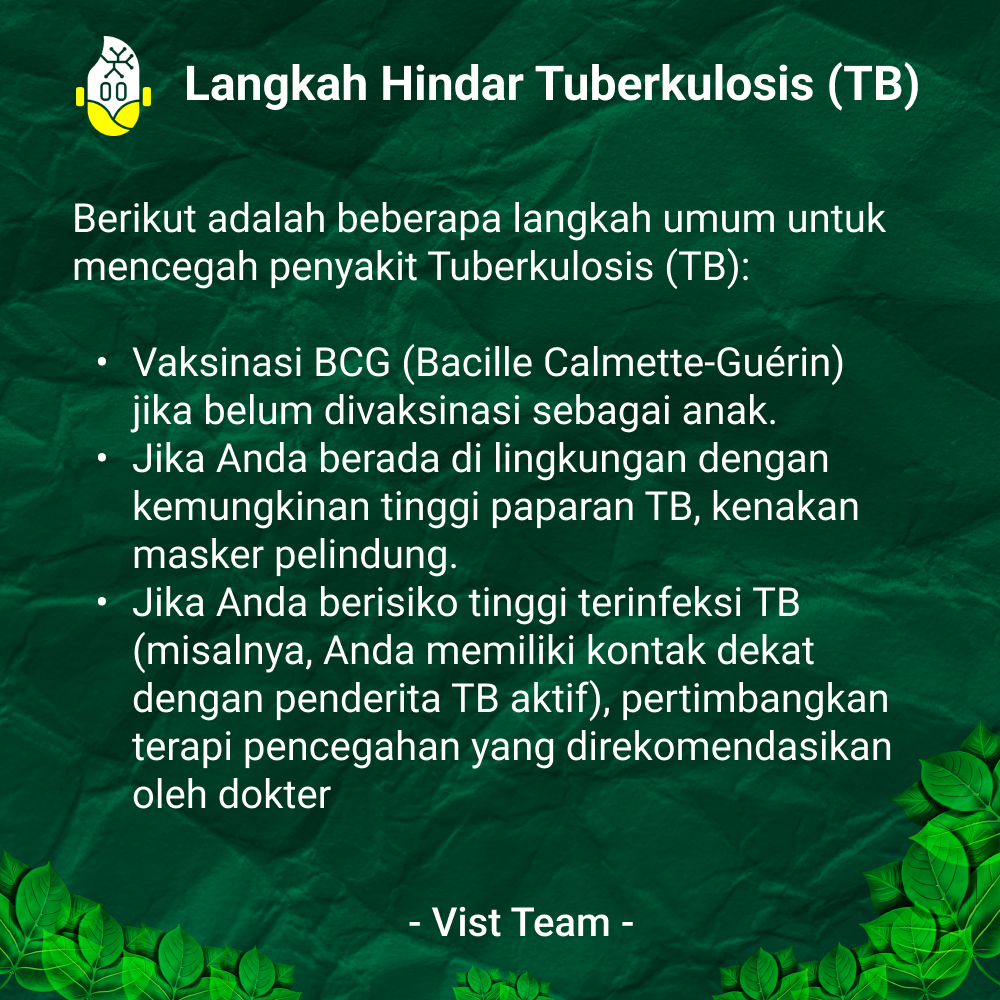 Langkah Hindar Tuberkulosis (TB)
Berikut adalah beberapa langkah umum untuk
mencegah penyakit Tuberkulosis (TB):
• Vaksinasi BCG (Bacille Calmette-Guérin)
jika belum divaksinasi sebagai anak.
• Jika Anda berada di lingkungan dengan
kemungkinan tinggi paparan TB, kenakan
masker pelindung.
• Jika Anda berisiko tinggi terinfeksi TB
(misalnya, Anda memiliki kontak dekat
dengan penderita TB aktif), pertimbangkan
terapi pencegahan yang direkomendasikan
oleh dokter
- Vist Team -